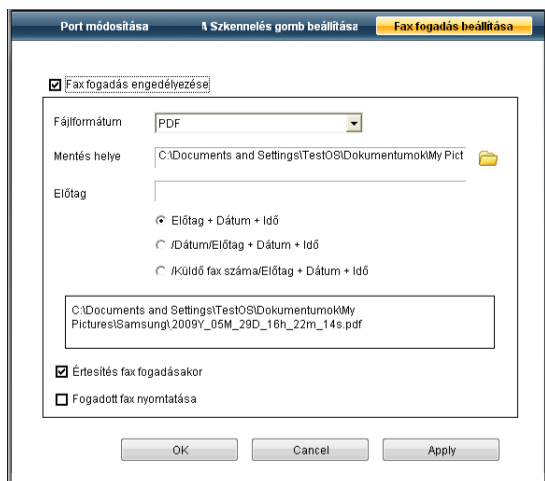 Port módosítása
A Szkennelés gomb beállítása
Fax fogadás beállítása
Fax fogadás engedélyezése
Fájlformátum
PDF
Mentés helye
C:\Documents and Settings\TestOS\Dokumentumok\My Pict
Előtag
Előtag + Dátum + Idő
/Dátum/Előtag + Dátum + Idő
/Küldő fax száma/Előtag + Dátum + Idő
C:\Documents and Settings\TestOS\Dokumentumok\My
Pictures\Samsung\2009Y_05M_29D_16h_22m_14s.pdf
Értesítés fax fogadásakor
Fogadott fax nyomtatása
OK
Cancel
Apply